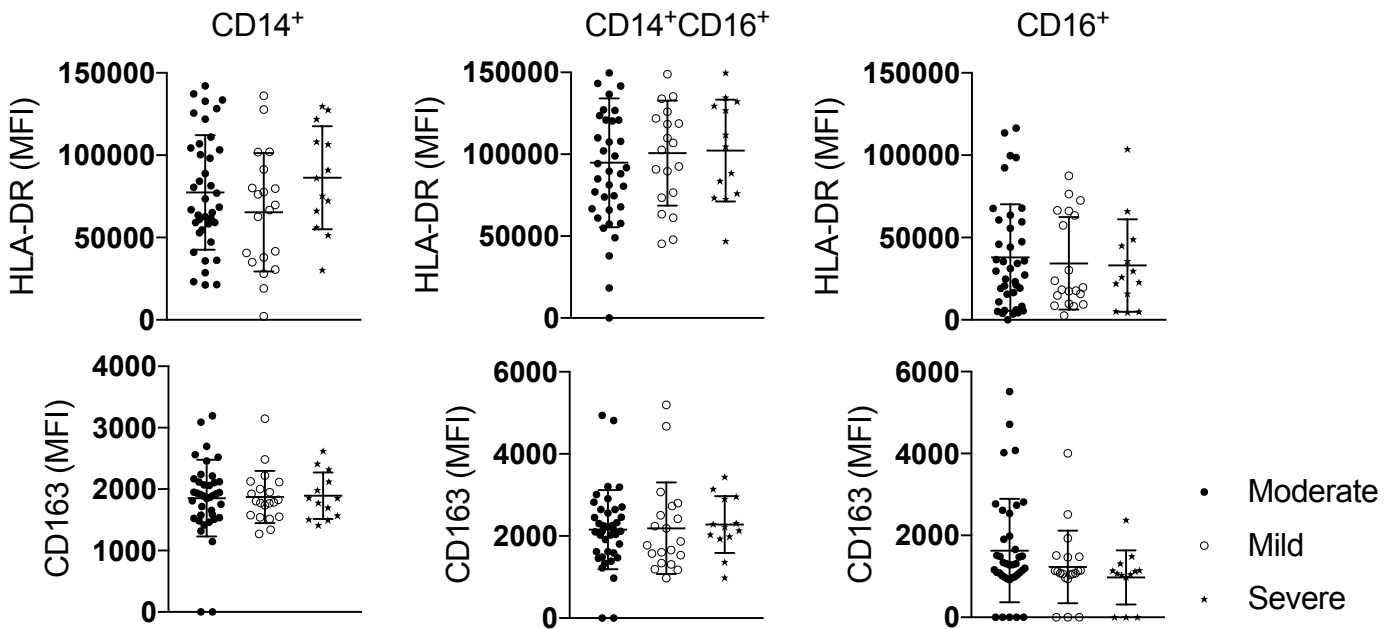 CD14⁺
CD14⁺CD16⁺
CD16⁺
HLA-DR (MFI)
150000
100000
50000
0
HLA-DR (MFI)
150000
100000
50000
0
HLA-DR (MFI)
150000
100000
50000
0
CD163 (MFI)
4000
3000
2000
1000
0
CD163 (MFI)
6000
4000
2000
0
CD163 (MFI)
6000
4000
2000
0
Moderate
Mild
Severe